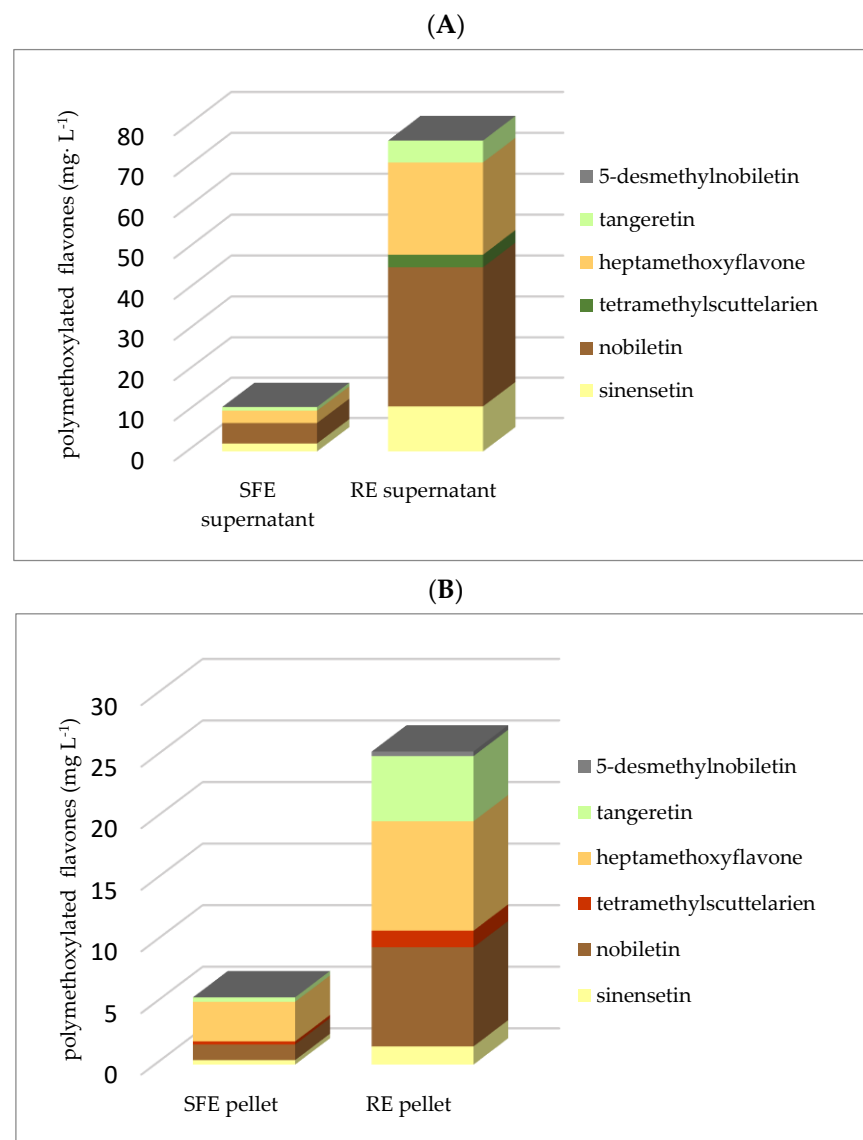 (A)
polymethoxylated flavones (mg· L-1)
80
70
60
50
40
30
20
10
0
SFE
supernatant
RE supernatant
5-desmethylnobiletin
tangeretin
heptamethoxyflavone
tetramethylscuttelarien
nobiletin
sinensetin
(B)
polymethoxylated flavones (mg L-1)
30
25
20
15
10
5
0
SFE pellet
RE pellet
5-desmethylnobiletin
tangeretin
heptamethoxyflavone
tetramethylscuttelarien
nobiletin
sinensetin